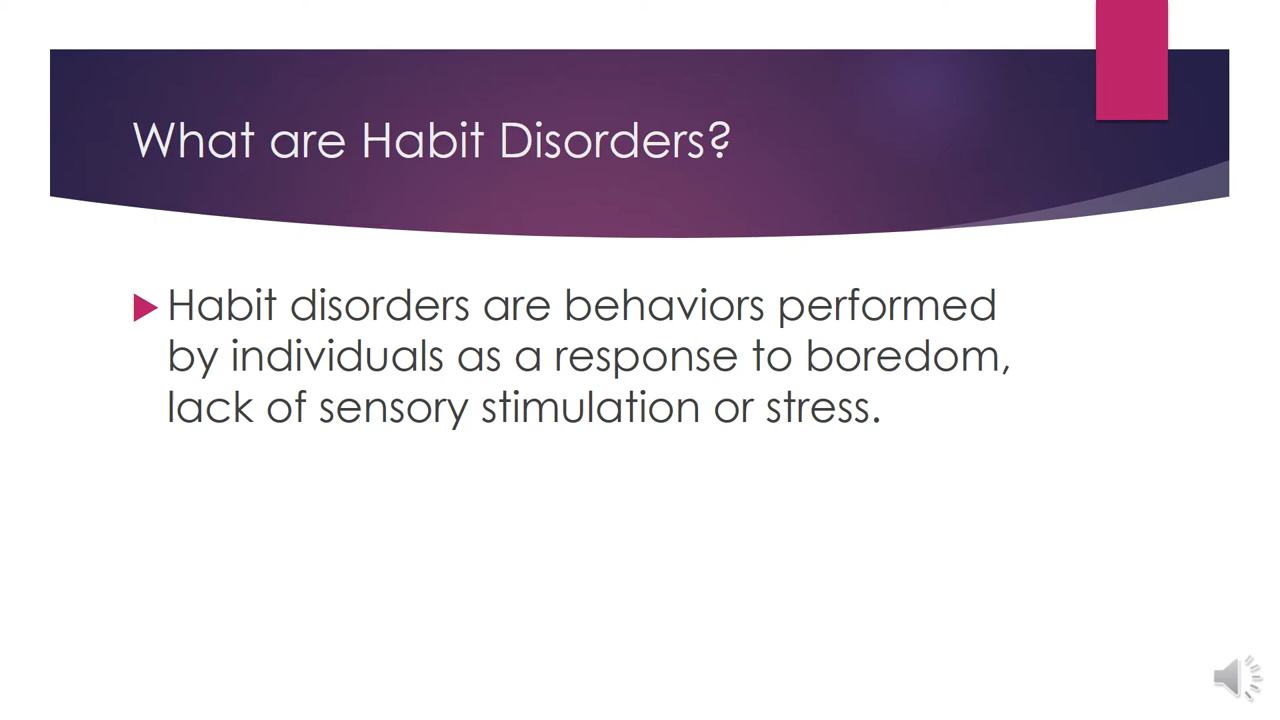 What are Habit Disorders?
Habit disorders are behaviors performed
by individuals as a response to boredom,
lack of sensory stimulation or stress.